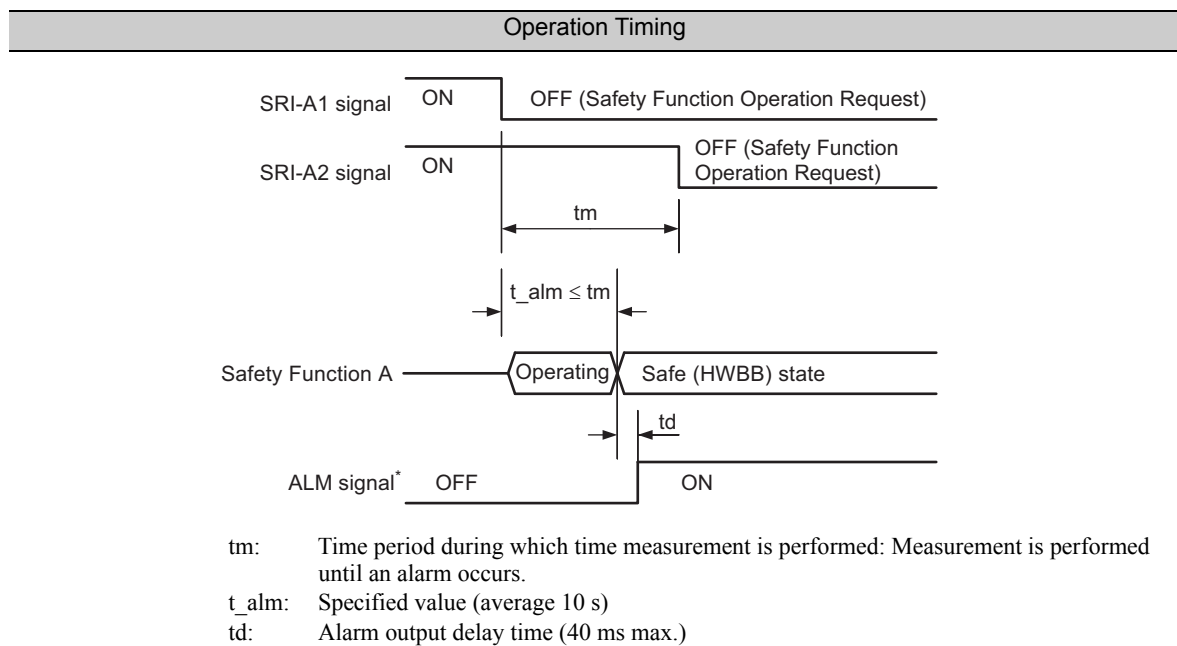 Operation Timing
SRI-A1 signal ON OFF (Safety Function Operation Request)
SRI-A2 signal ON OFF (Safety Function
Operation Request)
tm
t_alm ≤ tm
Safety Function A Operating Safe (HWBB) state
td
ALM signal* OFF ON
tm: Time period during which time measurement is performed: Measurement is performed
until an alarm occurs.
t_alm: Specified value (average 10 s)
td: Alarm output delay time (40 ms max.)